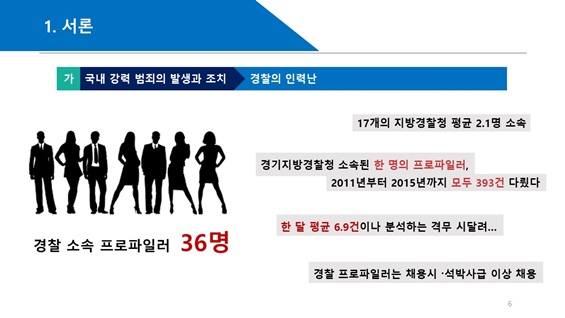 1. 서론
가 국내 강력 범죄의 발생과 조치 경찰의 인력난
17개의 지방경찰청 평균 2.1명 소속
경기지방경찰청 소속된 한 명의 프로파일러,
2011년부터 2015년까지 모두 393건 다뤘다
한 달 평균 6.9건이나 분석하는 격무 시달려...
경찰 소속 프로파일러 36명
경찰 프로파일러는 채용시 ·석박사급 이상 채용
6